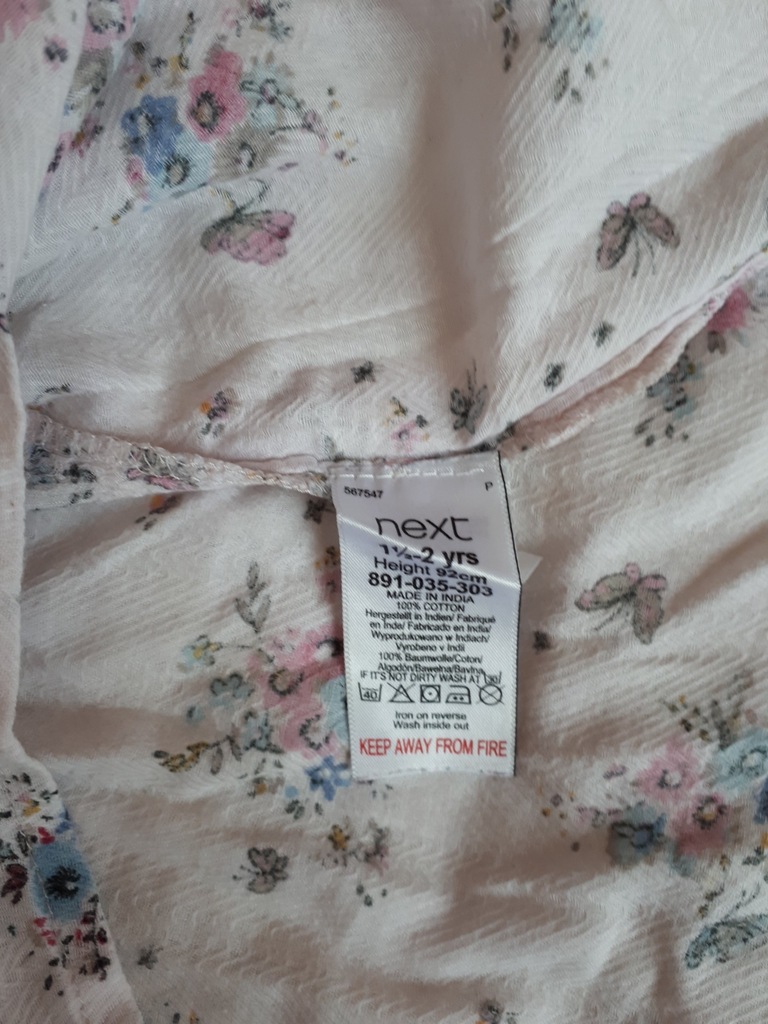 567547 P
next
1½-2 yrs
Height 92cm
891-035-303
MADE IN INDIA
100% COTTON
Hergestellt in Indien/ Fabriqué
en Inde/ Fabricado en India/
Wyprodukowano w Indiach/
Vyrobeno v Indii
100% Baumwolle/Coton/
Algodón/Bawełna/Bavlna
IF IT'S NOT DIRTY WASH AT 30
40
Iron on reverse
Wash inside out
KEEP AWAY FROM FIRE